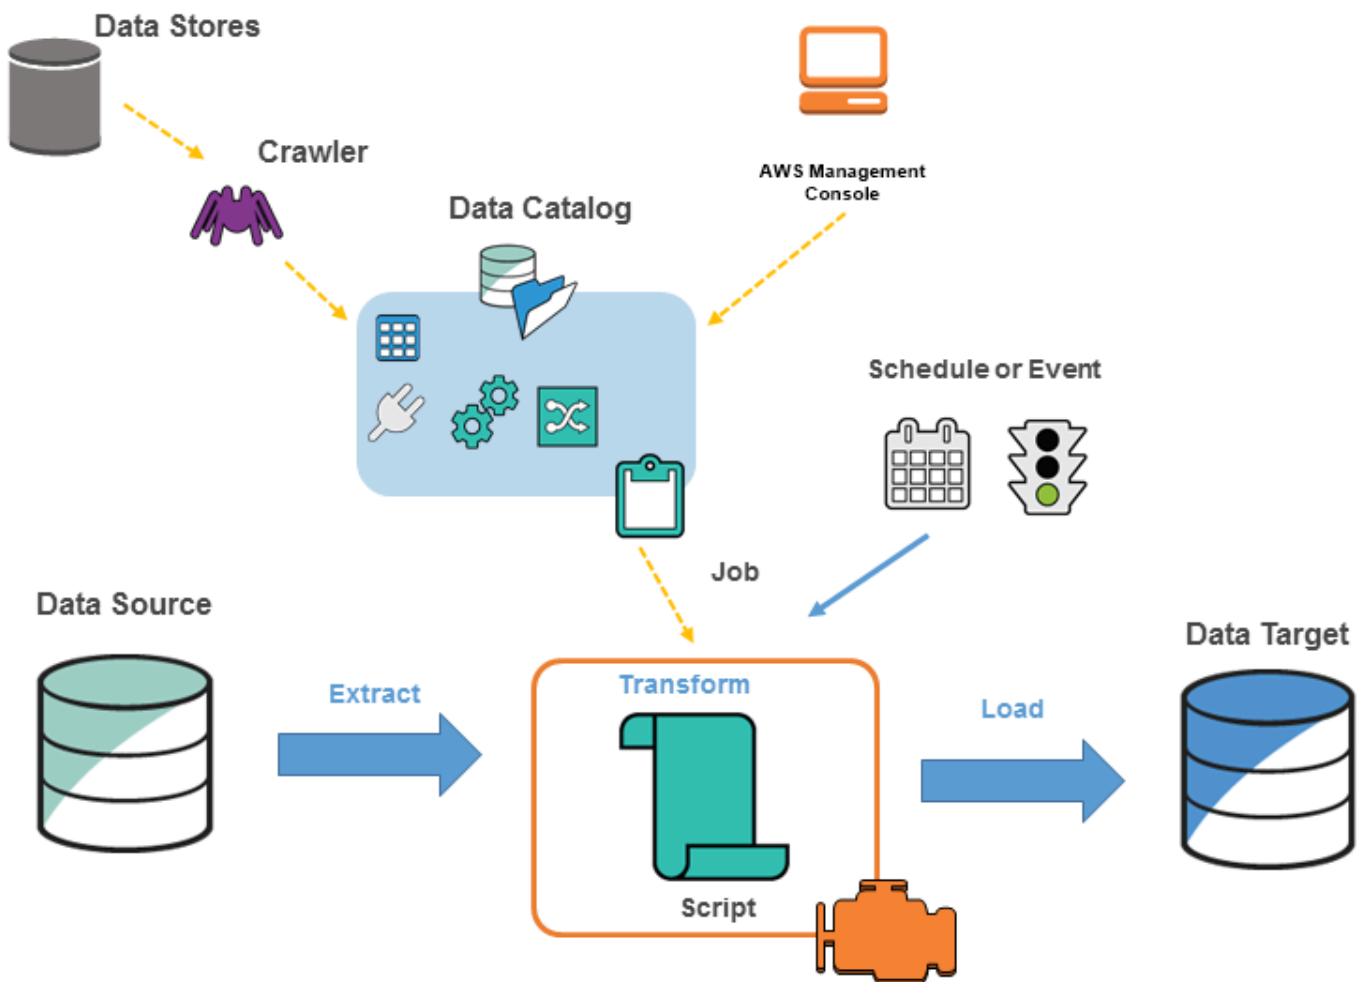 Data Stores
Crawler
AWS Management
Console
Data Catalog
Schedule or Event
Job
Data Source
Data Target
Extract
Transform
Load
Script